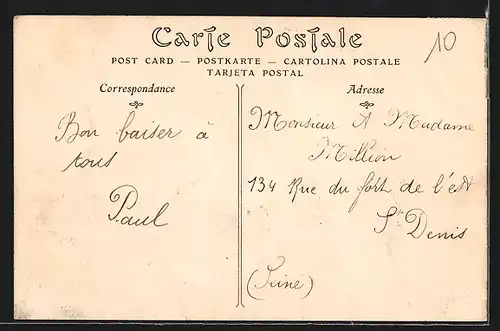 Carte Postale
10
POST CARD — POSTKARTE — CARTOLINA POSTALE
TARJETA POSTAL
Correspondance
Bon baiser à
tous
Paul
Adresse
Monsieur & Madame
Million
134 Rue du fort de l'est
St Denis
(Seine)